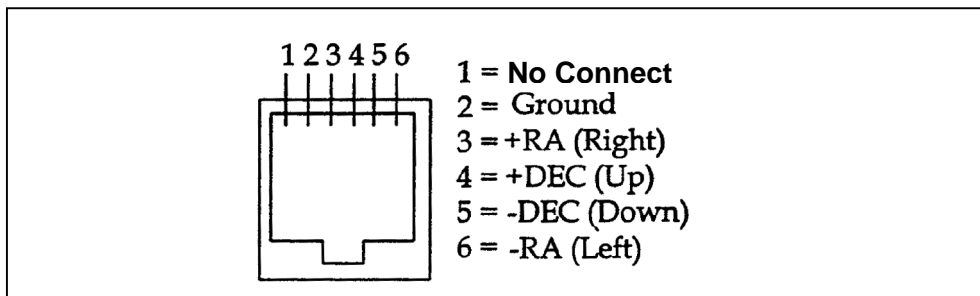 1 2 3 4 5 6
1 = No Connect
2 = Ground
3 = +RA (Right)
4 = +DEC (Up)
5 = -DEC (Down)
6 = -RA (Left)